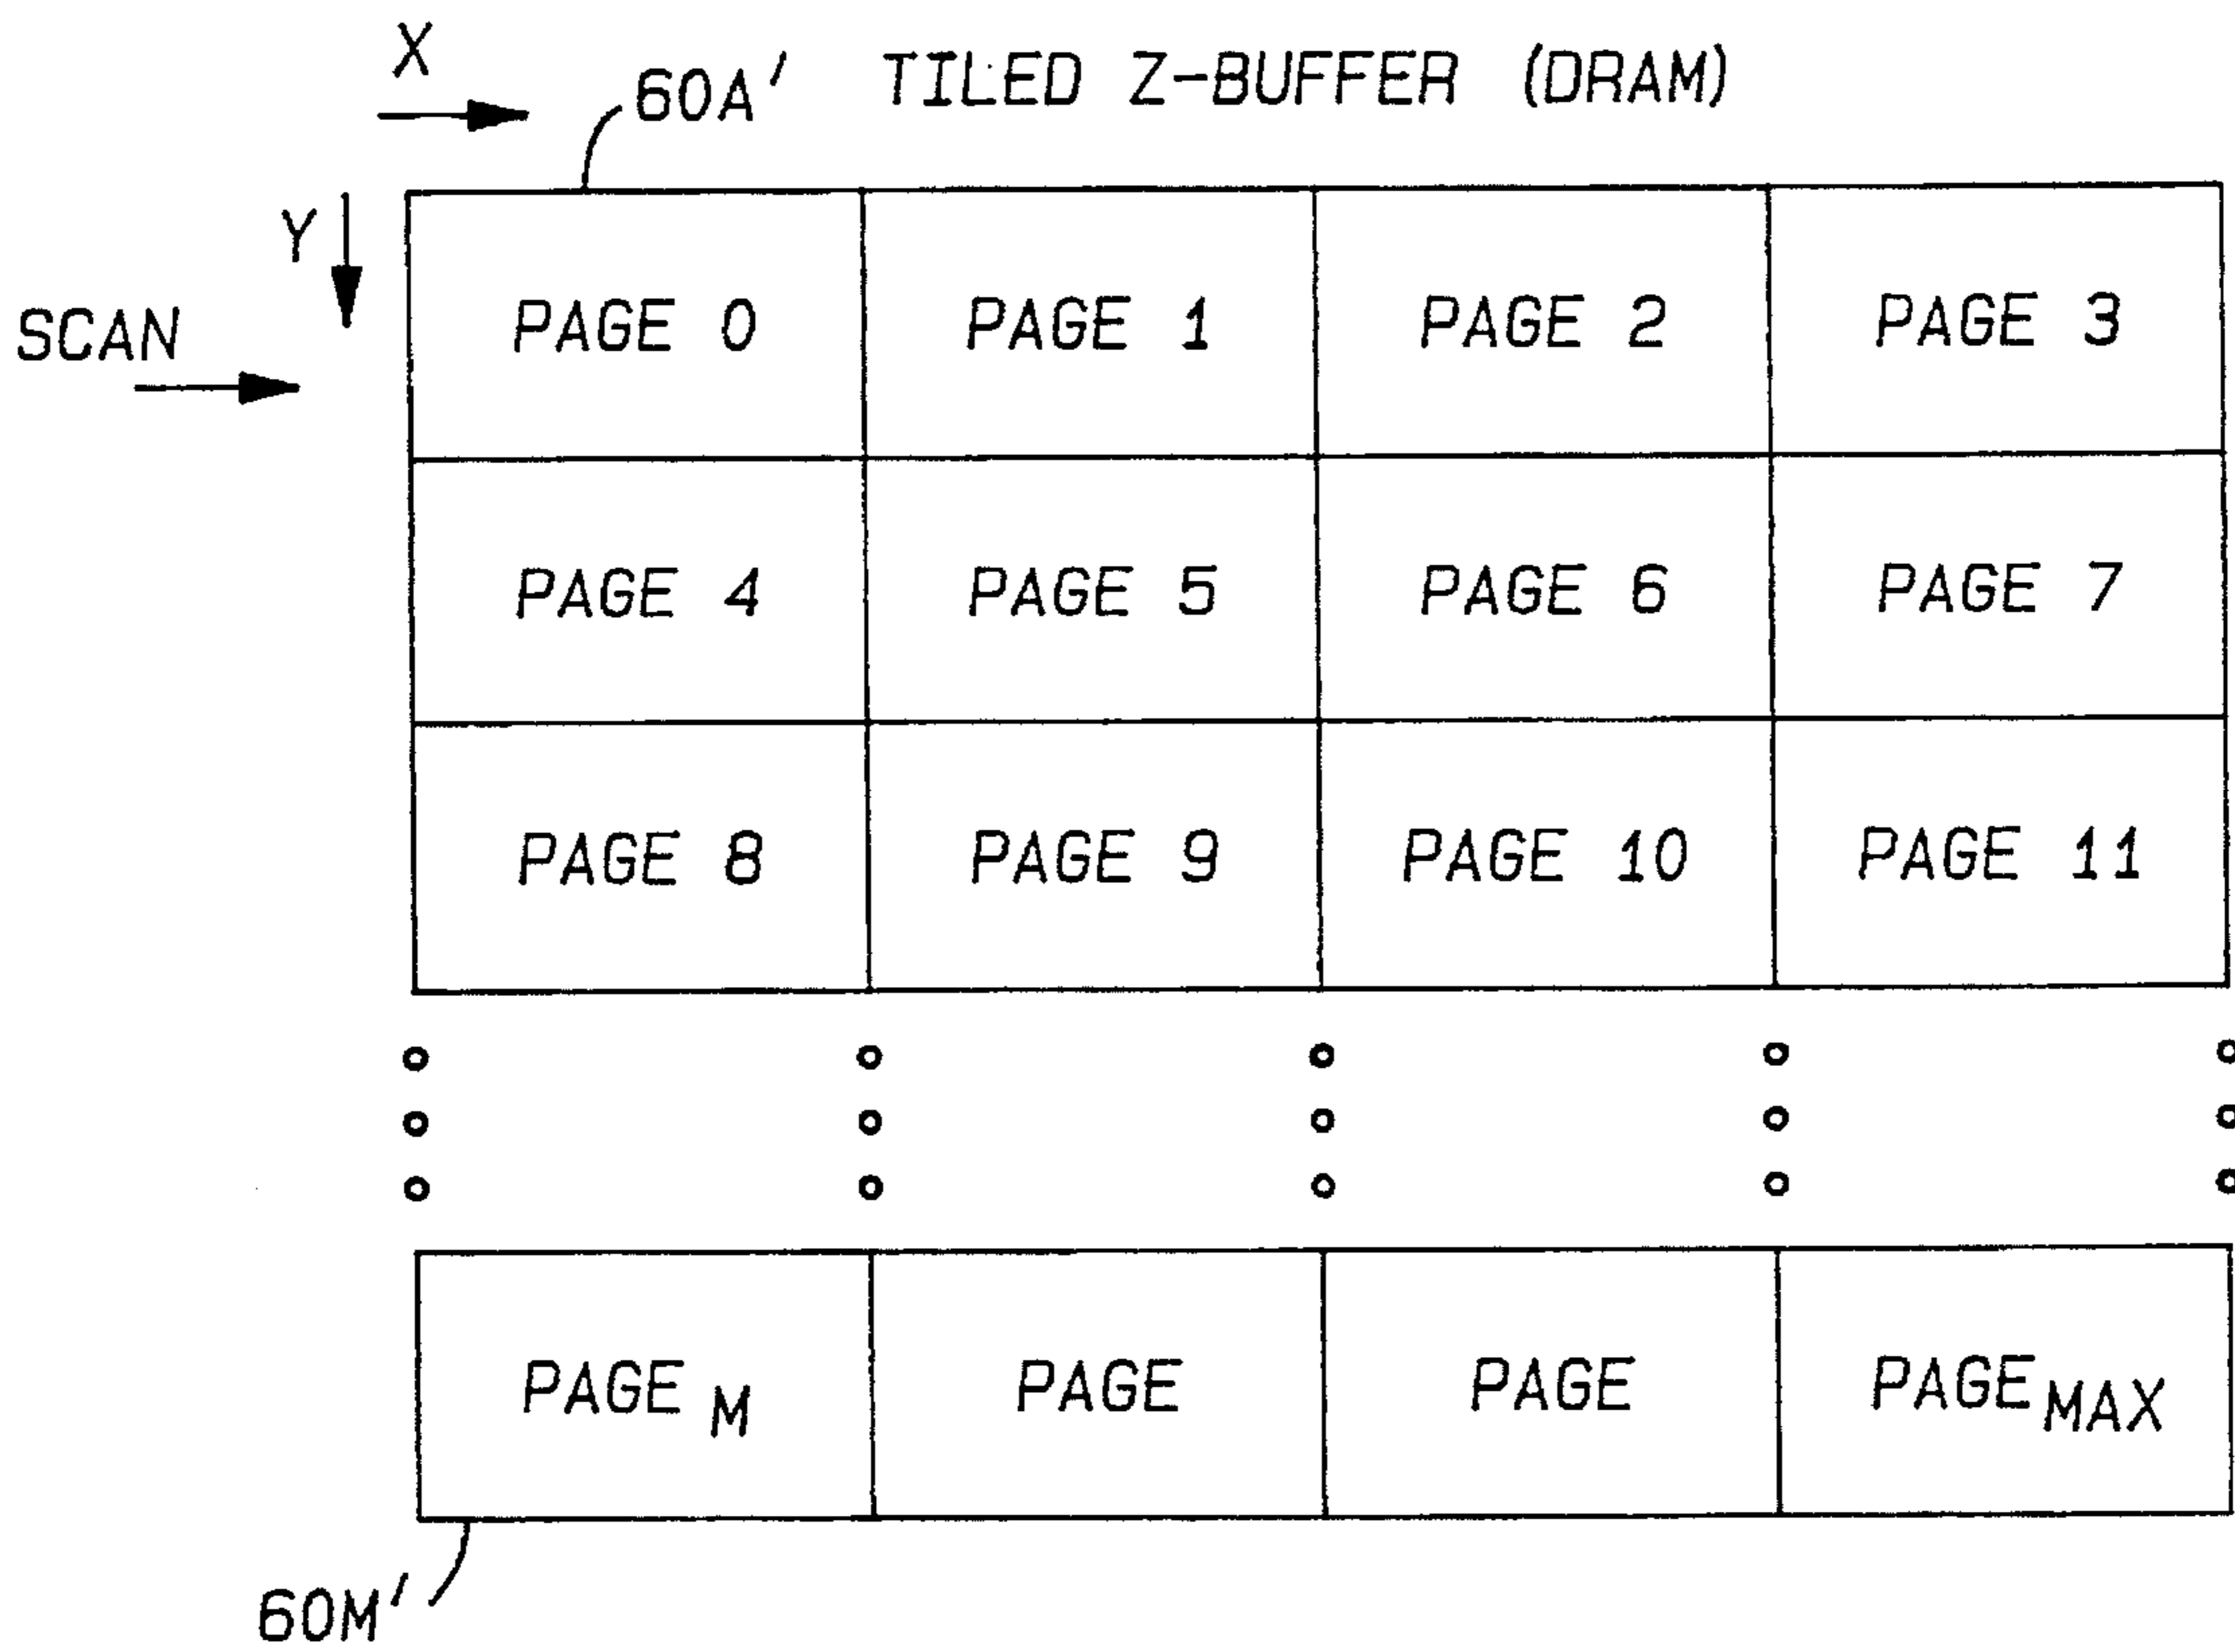 X
60A' TILED Z-BUFFER (DRAM)
Y
SCAN
PAGE 0 PAGE 1 PAGE 2 PAGE 3
PAGE 4 PAGE 5 PAGE 6 PAGE 7
PAGE 8 PAGE 9 PAGE 10 PAGE 11
PAGE M PAGE PAGE PAGE MAX
60M'